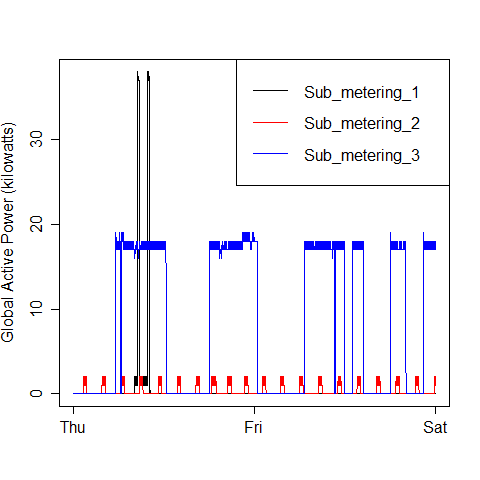 Global Active Power (kilowatts)
30
20
10
0
Sub_metering_1
Sub_metering_2
Sub_metering_3
Thu Fri Sat